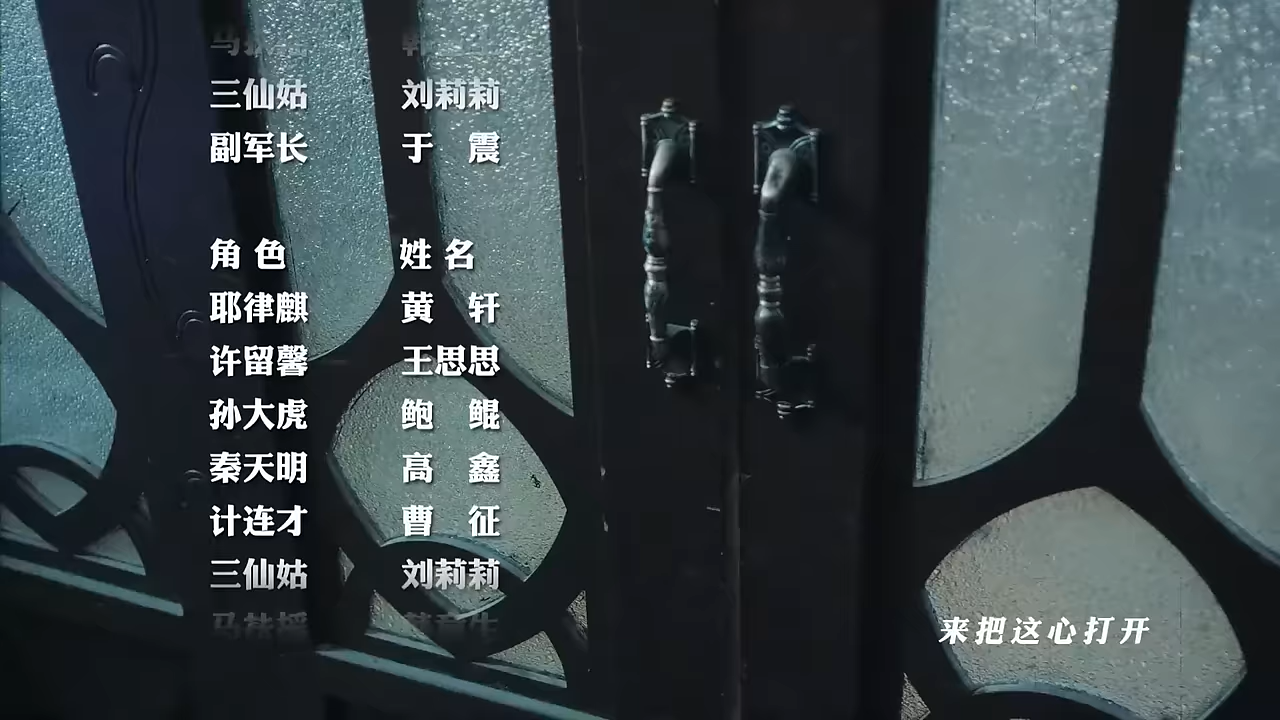 三仙姑 刘莉莉
副军长 于 震
角 色 姓 名
耶律麒 黄 轩
许留馨 王思思
孙大虎 鲍 鲲
秦天明 高 鑫
计连才 曹 征
三仙姑 刘莉莉
来把这心打开